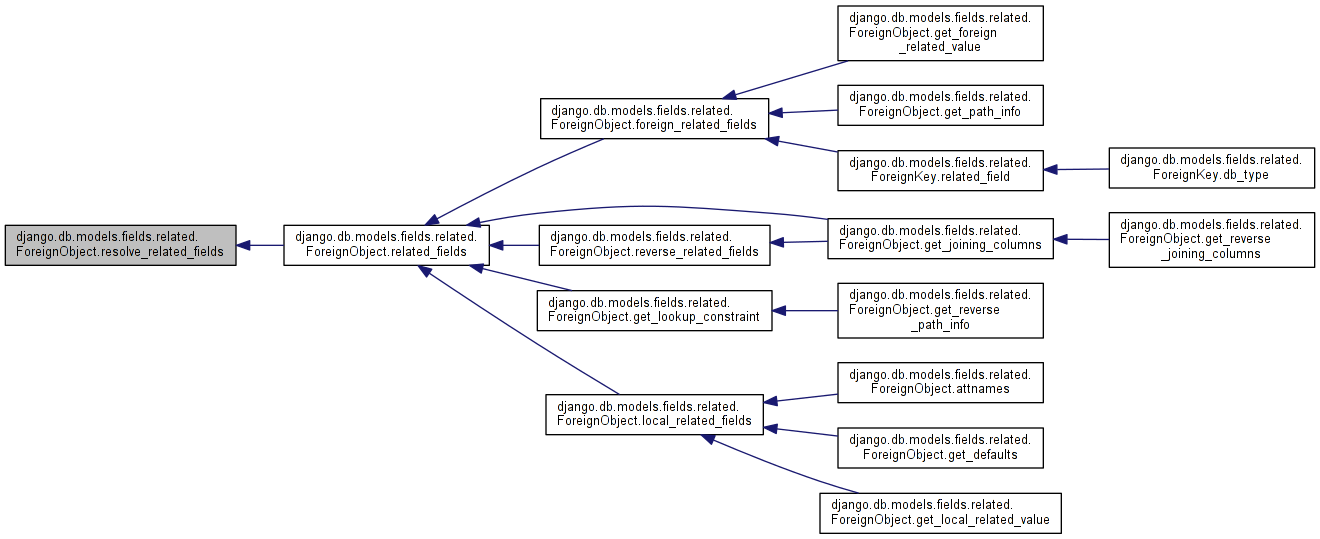 django.db.models.fields.related.
ForeignObject.resolve_related_fields
django.db.models.fields.related.
ForeignObject.related_fields
django.db.models.fields.related.
ForeignObject.foreign_related_fields
django.db.models.fields.related.
ForeignObject.reverse_related_fields
django.db.models.fields.related.
ForeignObject.get_lookup_constraint
django.db.models.fields.related.
ForeignObject.local_related_fields
django.db.models.fields.related.
ForeignObject.get_foreign
_related_value
django.db.models.fields.related.
ForeignObject.get_path_info
django.db.models.fields.related.
ForeignKey.related_field
django.db.models.fields.related.
ForeignObject.get_joining_columns
django.db.models.fields.related.
ForeignObject.get_reverse
_path_info
django.db.models.fields.related.
ForeignObject.attnames
django.db.models.fields.related.
ForeignObject.get_defaults
django.db.models.fields.related.
ForeignObject.get_local_related_value
django.db.models.fields.related.
ForeignKey.db_type
django.db.models.fields.related.
ForeignObject.get_reverse
_joining_columns